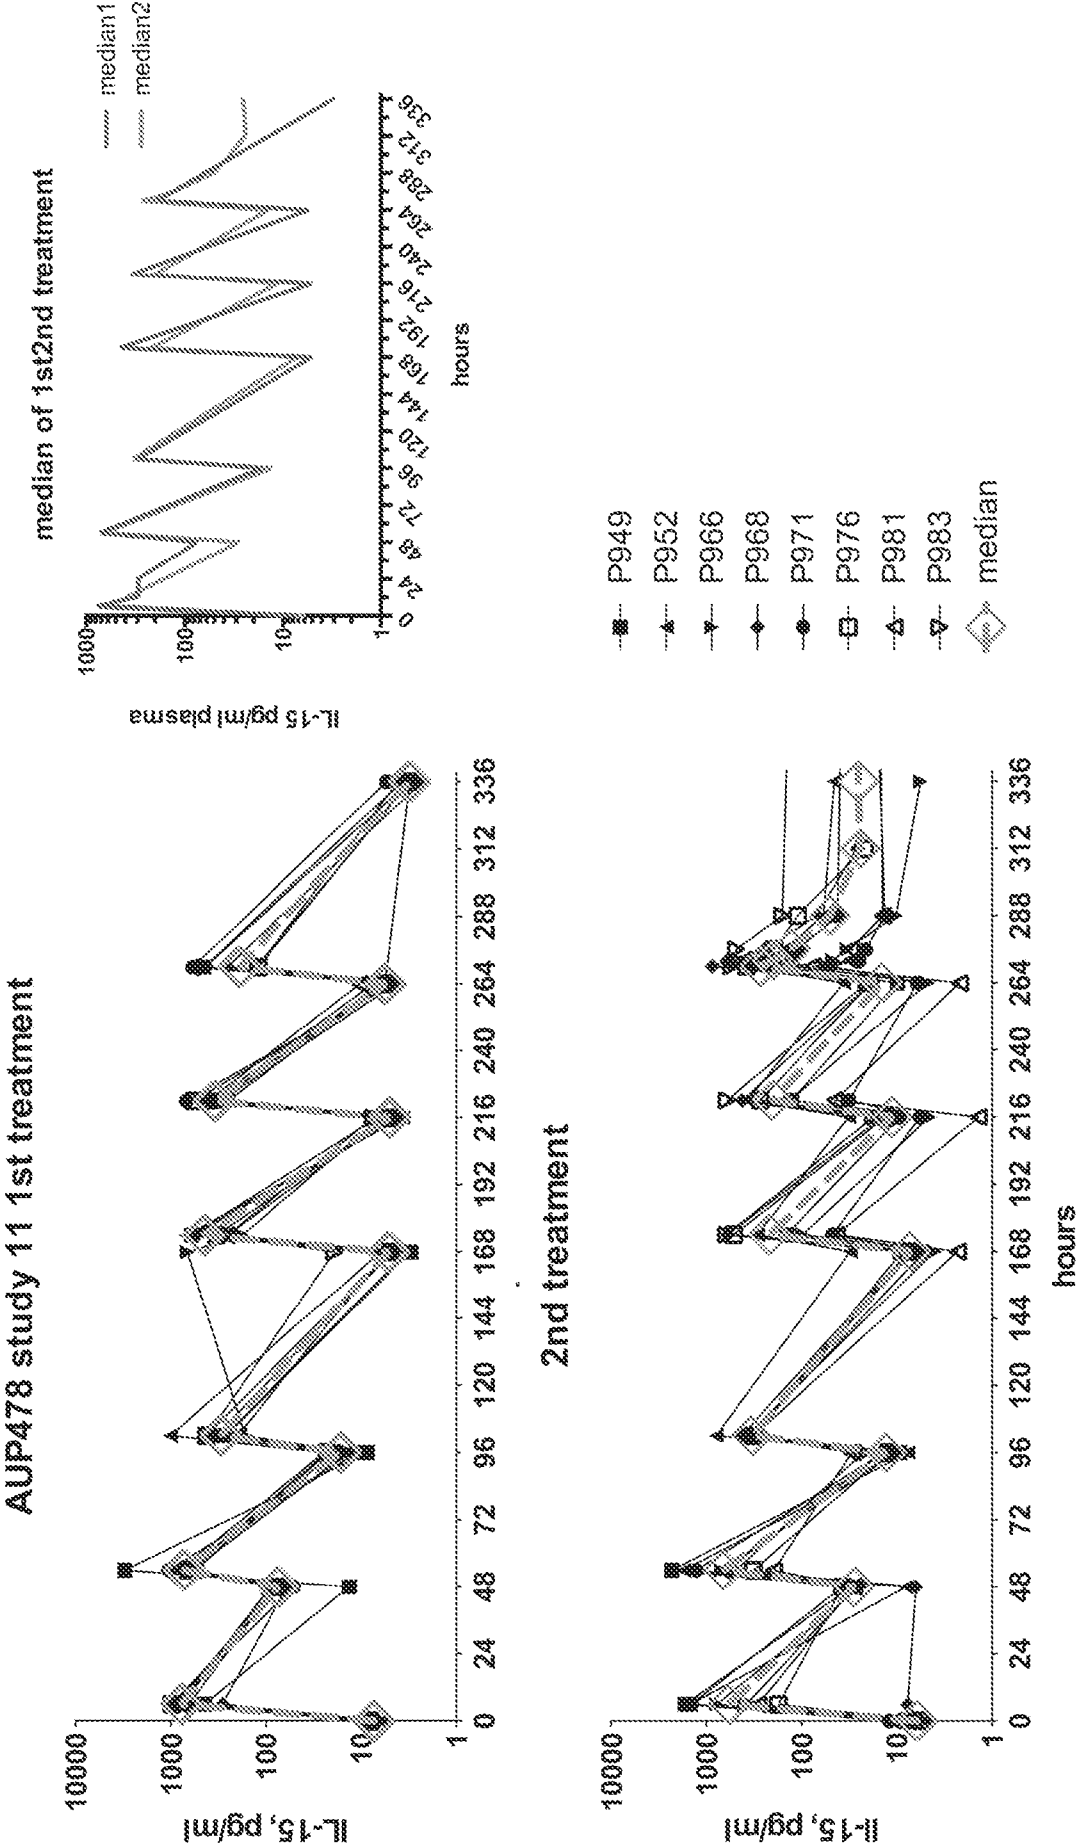 AUP478 study 11 1st treatment
IL-15, pg/ml
10000
1000
100
10
1
0 24 48 72 96 120 144 168 192 216 240 264 288 312 336
median of 1st2nd treatment
median1
median2
IL-15 pg/ml plasma
1000
100
10
1
0 24 48 72 96 120 144 168 192 216 240 264 288 312 336
hours
2nd treatment
Il-15, pg/ml
10000
1000
100
10
1
0 24 48 72 96 120 144 168 192 216 240 264 288 312 336
hours
P949
P952
P966
P968
P971
P976
P981
P983
median